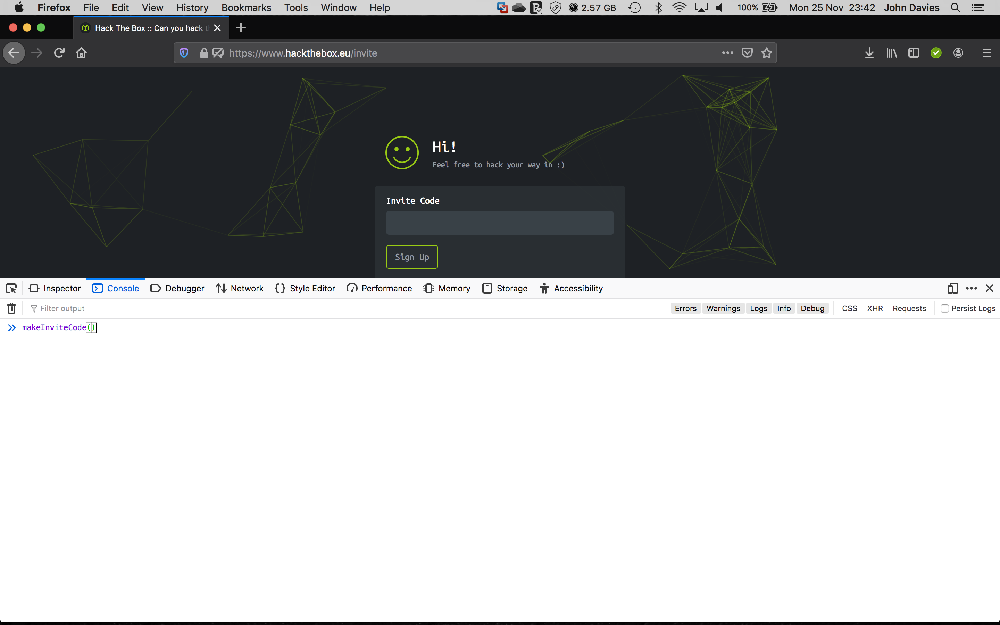 Firefox File Edit View History Bookmarks Tools Window Help 2.57 GB 100% Mon 25 Nov 23:42 John Davies
Hack The Box :: Can you hack t
https://www.hackthebox.eu/invite
Hi!
Feel free to hack your way in :)
Invite Code
Sign Up
Inspector Console Debugger Network Style Editor Performance Memory Storage Accessibility
Filter output Errors Warnings Logs Info Debug CSS XHR Requests Persist Logs
makeInviteCode()